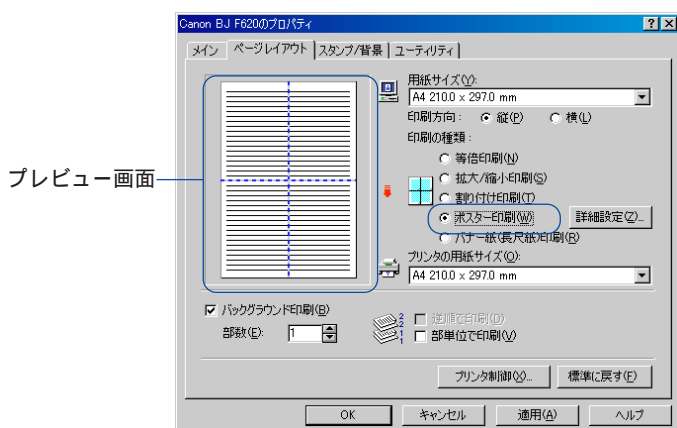 Canon BJ F620のプロパティ
メイン ページレイアウト スタンプ/背景 ユーティリティ
用紙サイズ(Y):
A4 210.0 x 297.0 mm
印刷方向： 縦(P) 横(L)
印刷の種類：
等倍印刷(N)
拡大/縮小印刷(S)
プレビュー画面
割り付け印刷(T)
ポスター印刷(W) 詳細設定(Z)...
バナー紙(長尺紙)印刷(R)
プリンタの用紙サイズ(O):
A4 210.0 x 297.0 mm
バックグラウンド印刷(B)
部数(E): 1
2 2 1 1
逆順で印刷(D)
部単位で印刷(V)
プリンタ制御(X)... 標準に戻す(F)
OK キャンセル 適用(A) ヘルプ